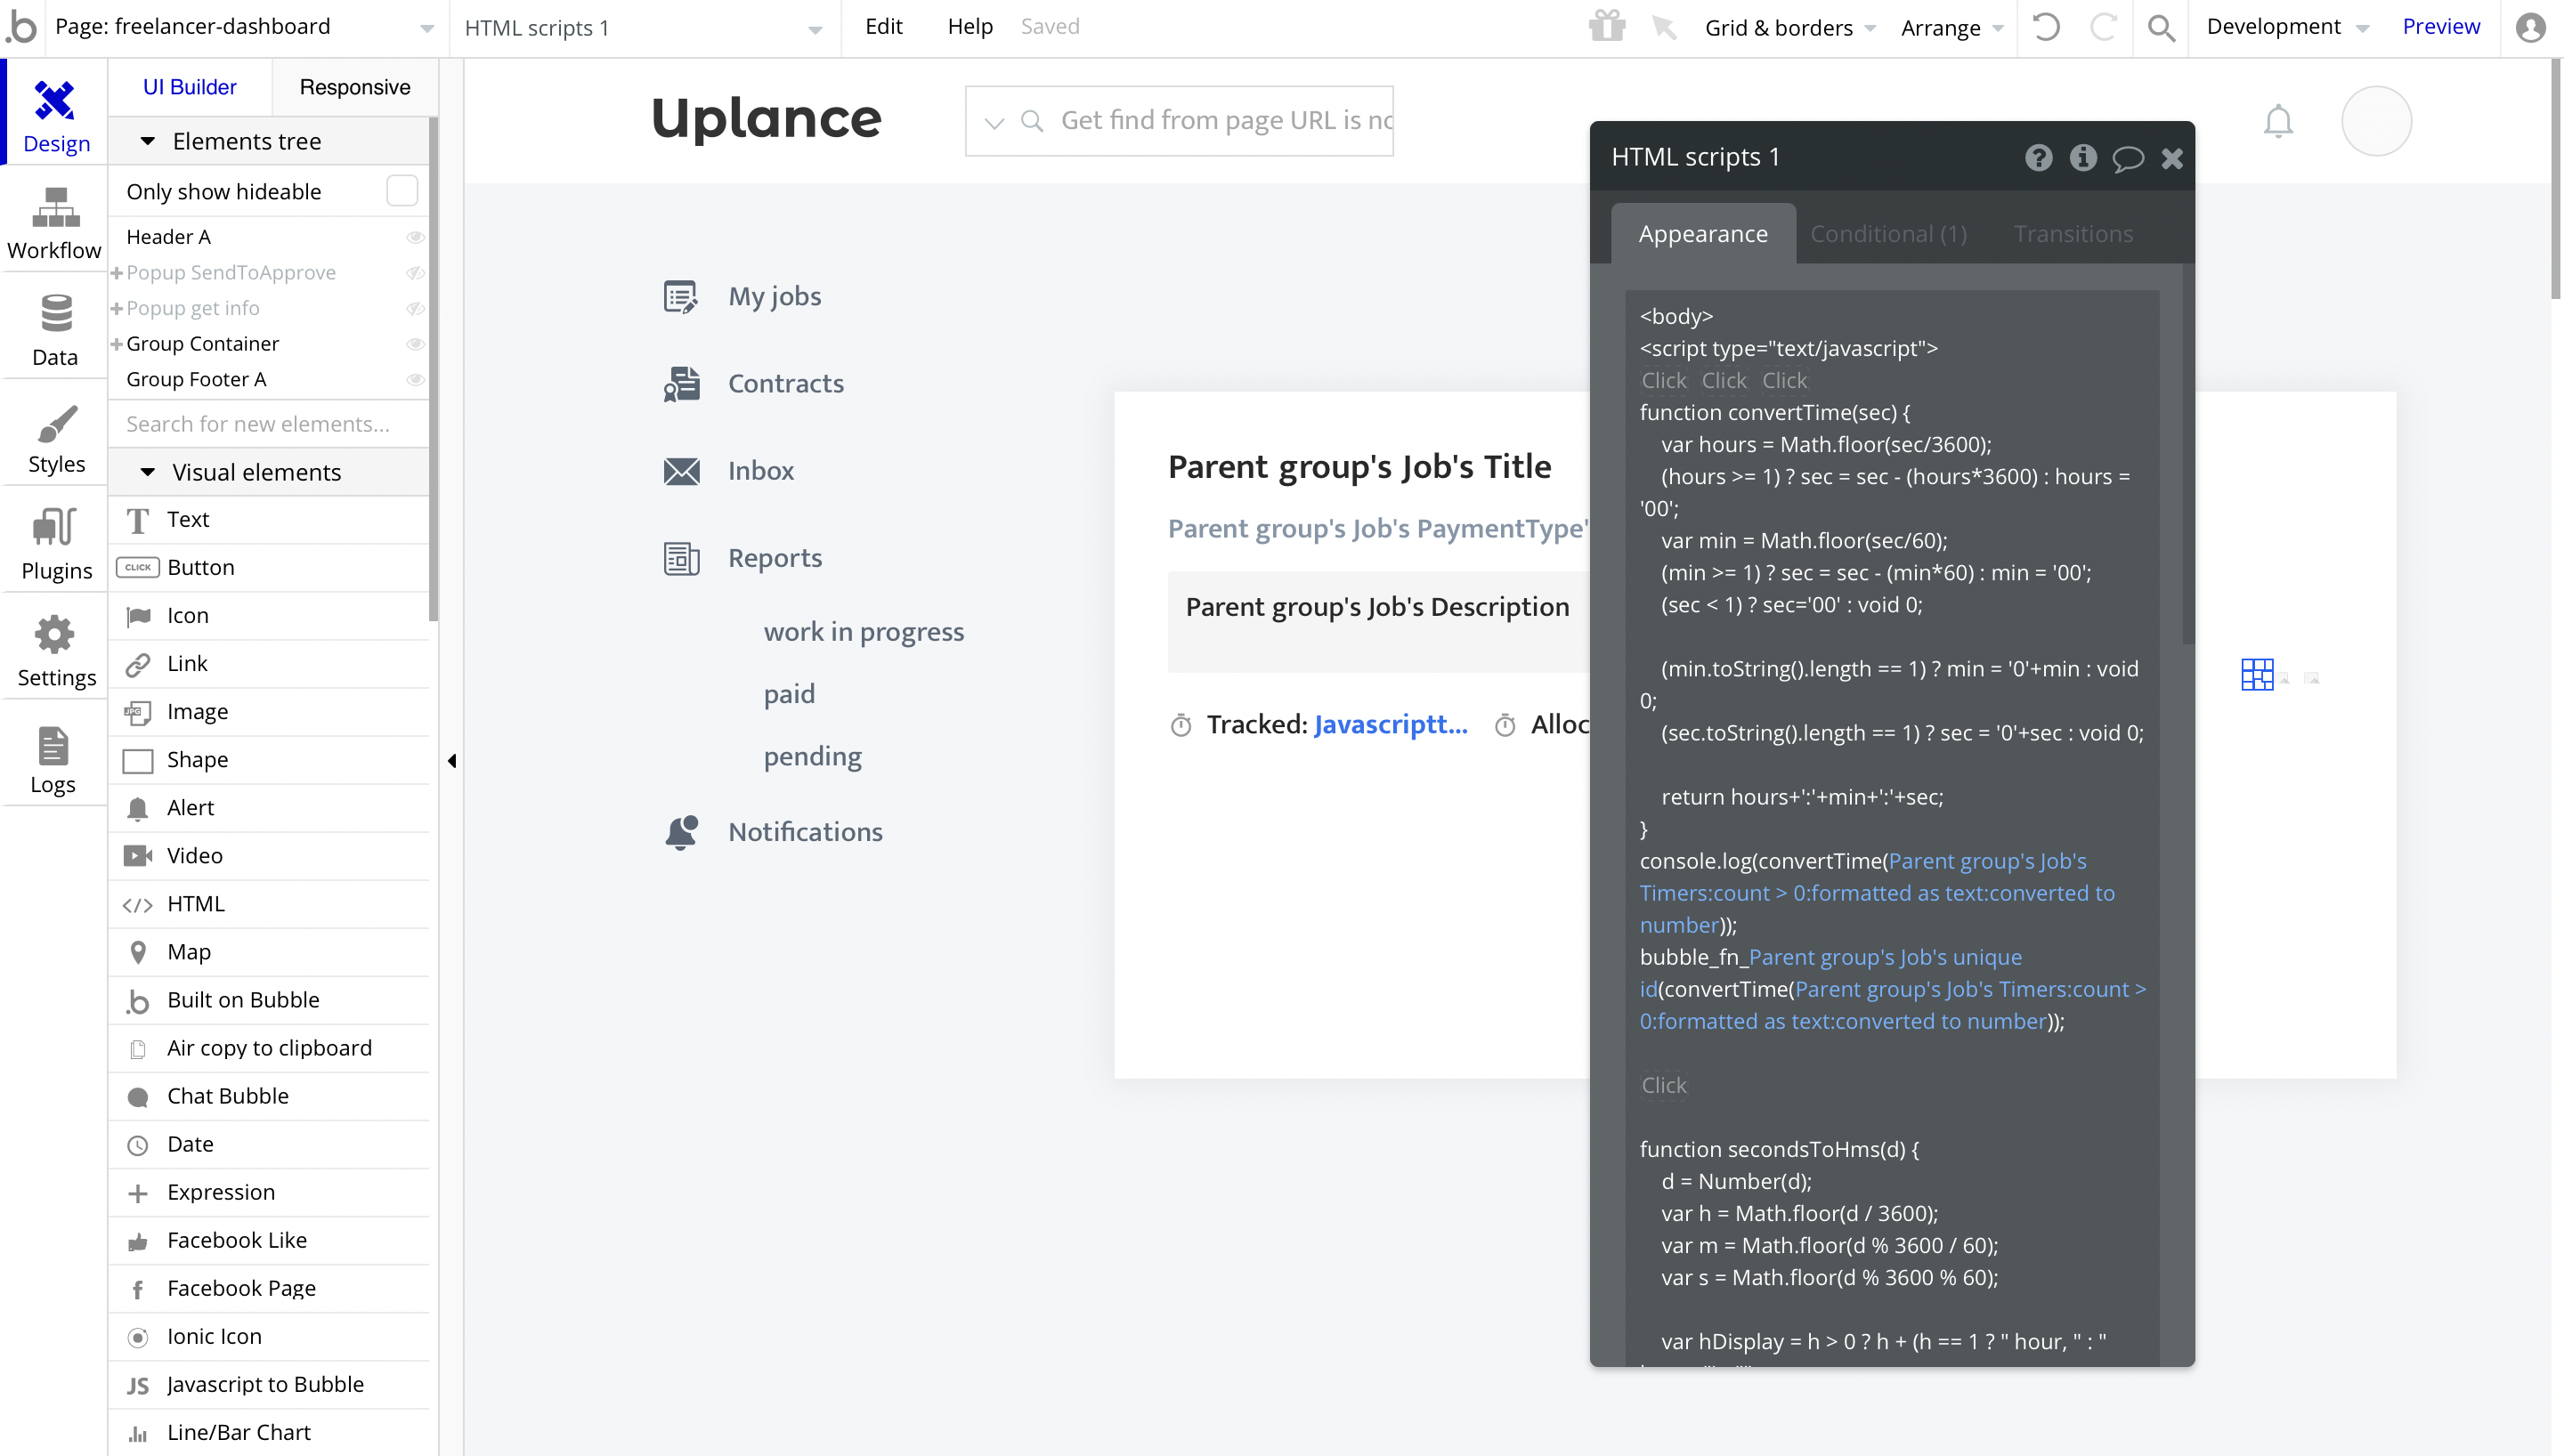 .b
Page: freelancer-dashboard
HTML scripts 1
Edit
Help
Saved
Grid & borders
Arrange
Development
Preview
Design
Workflow
Data
Styles
Plugins
Settings
Logs
UI Builder
Responsive
Elements tree
Only show hideable
Header A
Popup SendToApprove
Popup get info
Group Container
Group Footer A
Search for new elements...
Visual elements
Text
CLICK Button
Icon
Link
JPG Image
Shape
Alert
Video
</> HTML
Map
.b Built on Bubble
Air copy to clipboard
Chat Bubble
Date
Expression
Facebook Like
f Facebook Page
Ionic Icon
JS Javascript to Bubble
Line/Bar Chart
Uplance
Get find from page URL is no
My jobs
Contracts
Inbox
Reports
work in progress
paid
pending
Notifications
Parent group's Job's Title
Parent group's Job's PaymentType'
Parent group's Job's Description
Tracked: Javascriptt...
Alloc
HTML scripts 1
Appearance
Conditional (1)
Transitions
<body>
<script type="text/javascript">
Click Click Click
function convertTime(sec) {
var hours = Math.floor(sec/3600);
(hours >= 1) ? sec = sec - (hours*3600) : hours =
'00';
var min = Math.floor(sec/60);
(min >= 1) ? sec = sec - (min*60) : min = '00';
(sec < 1) ? sec='00' : void 0;
(min.toString().length == 1) ? min = '0'+min : void
0;
(sec.toString().length == 1) ? sec = '0'+sec : void 0;
return hours+':'+min+':'+sec;
}
console.log(convertTime(Parent group's Job's
Timers:count > 0:formatted as text:converted to
number));
bubble_fn_Parent group's Job's unique
id(convertTime(Parent group's Job's Timers:count >
0:formatted as text:converted to number));
Click
function secondsToHms(d) {
d = Number(d);
var h = Math.floor(d / 3600);
var m = Math.floor(d % 3600 / 60);
var s = Math.floor(d % 3600 % 60);
var hDisplay = h > 0 ? h + (h == 1 ? " hour, " : "